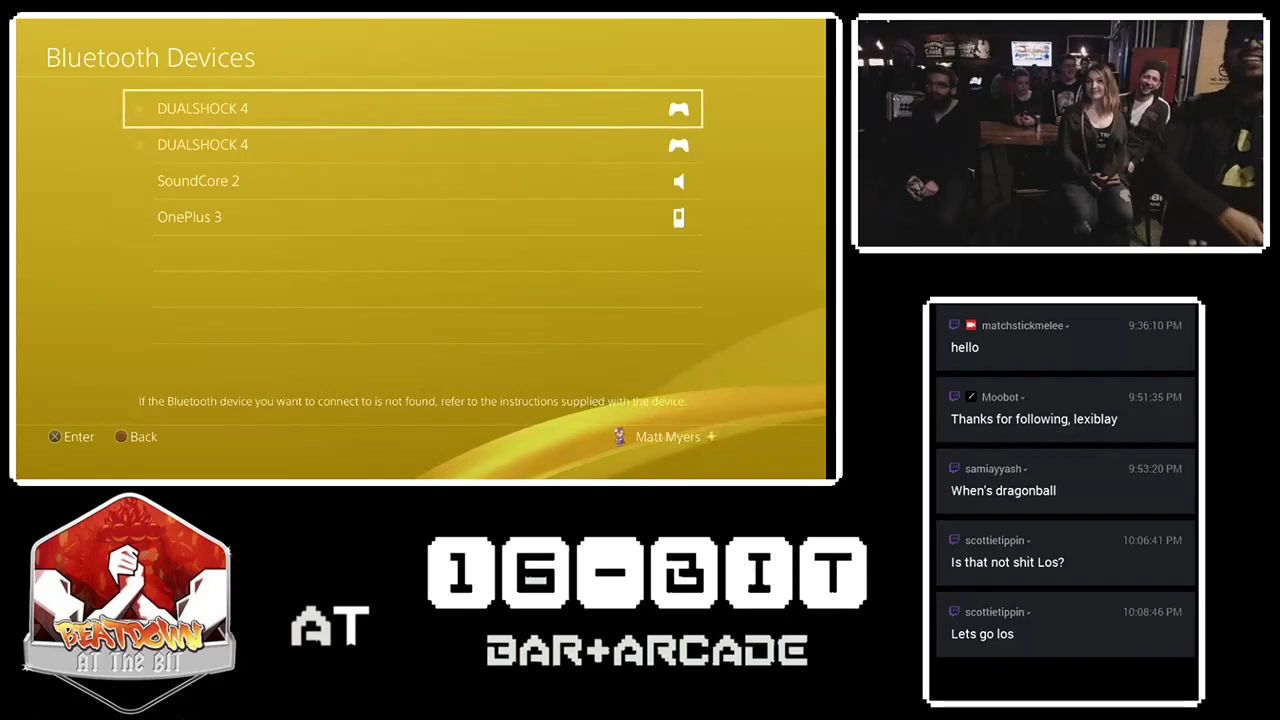 Bluetooth Devices
DUALSHOCK 4
DUALSHOCK 4
SoundCore 2
OnePlus 3
If the Bluetooth device you want to connect to is not found, refer to the instructions supplied with the device.
Enter
Back
Matt Myers
matchstickmelee
9:36:10 PM
hello
Moobot
9:51:35 PM
Thanks for following, lexiblay
samiayyash
9:53:20 PM
When's dragonball
scottietippin
10:06:41 PM
Is that not shit Los?
scottietippin
10:08:46 PM
Lets go los
BEATDOWN
AT THE BIT
AT
16-BIT
BAR+ARCADE